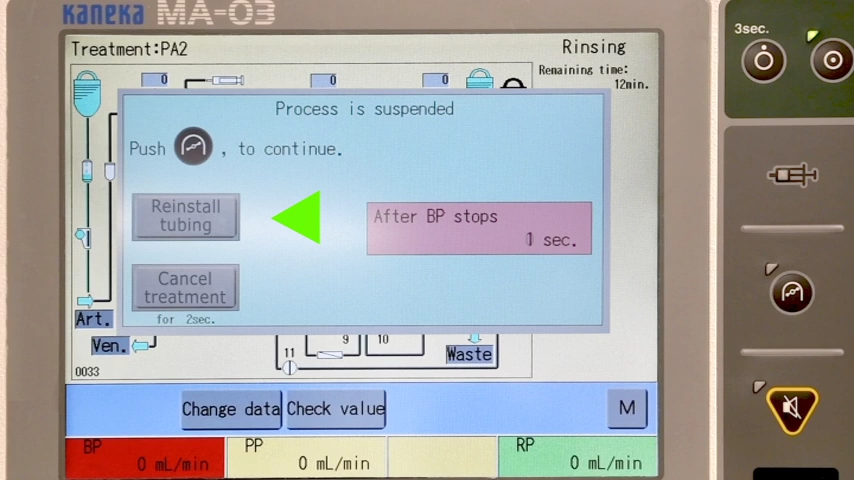 Kaneka MA-03
Treatment:PA2
Rinsing
Remaining time:
12min.
0
0
0
Process is suspended
Push , to continue.
Reinstall
tubing
After BP stops
0 sec.
Cancel
treatment
for 2sec.
Art.
Ven.
9
10
11
Waste
0033
Change data
Check value
M
BP
0 mL/min
PP
0 mL/min
RP
0 mL/min
3sec.